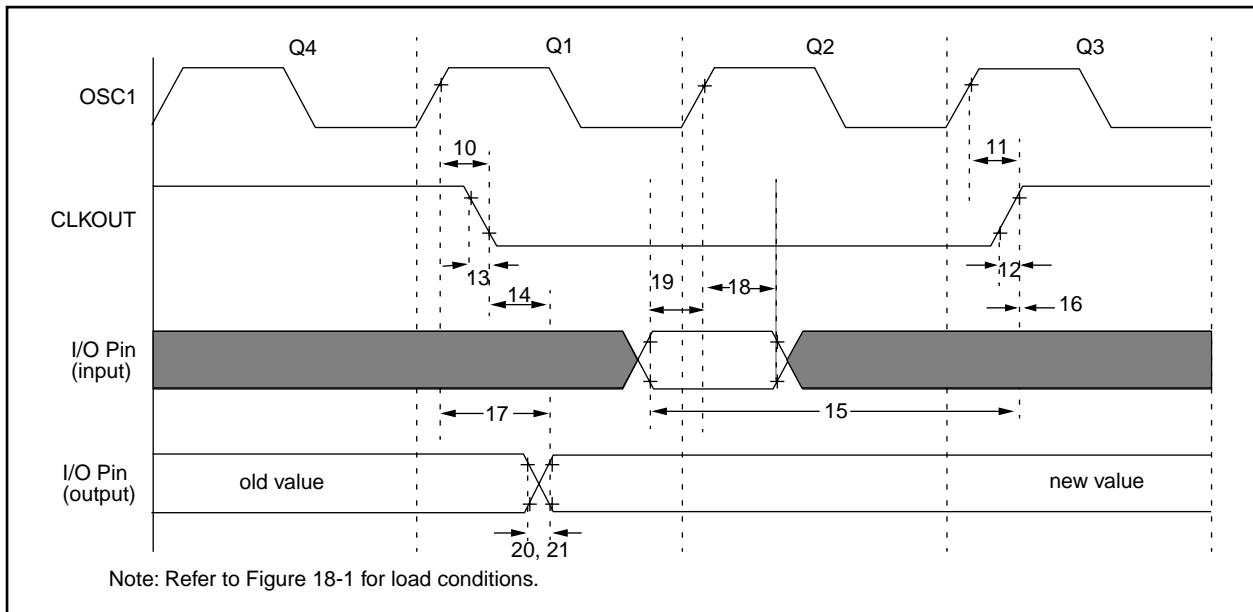 Q4 Q1 Q2 Q3
OSC1
10 11
CLKOUT
13 12
14 19 18 16
I/O Pin
(input)
17 15
I/O Pin
(output)
old value new value
20, 21
Note: Refer to Figure 18-1 for load conditions.